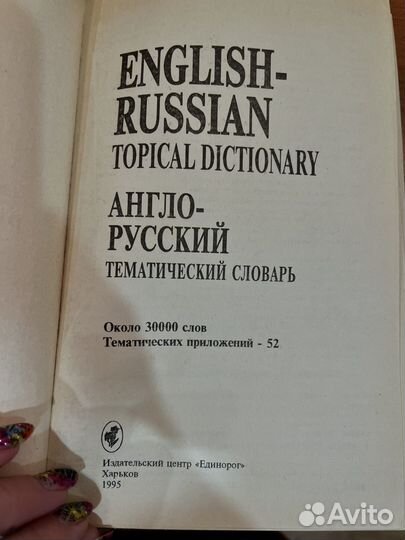 ENGLISH-
RUSSIAN
TOPICAL DICTIONARY
АНГЛО-
РУССКИЙ
ТЕМАТИЧЕСКИЙ СЛОВАРЬ
Около 30000 слов
Тематических приложений - 52
Издательский центр «Единорог»
Харьков
1995
Avito